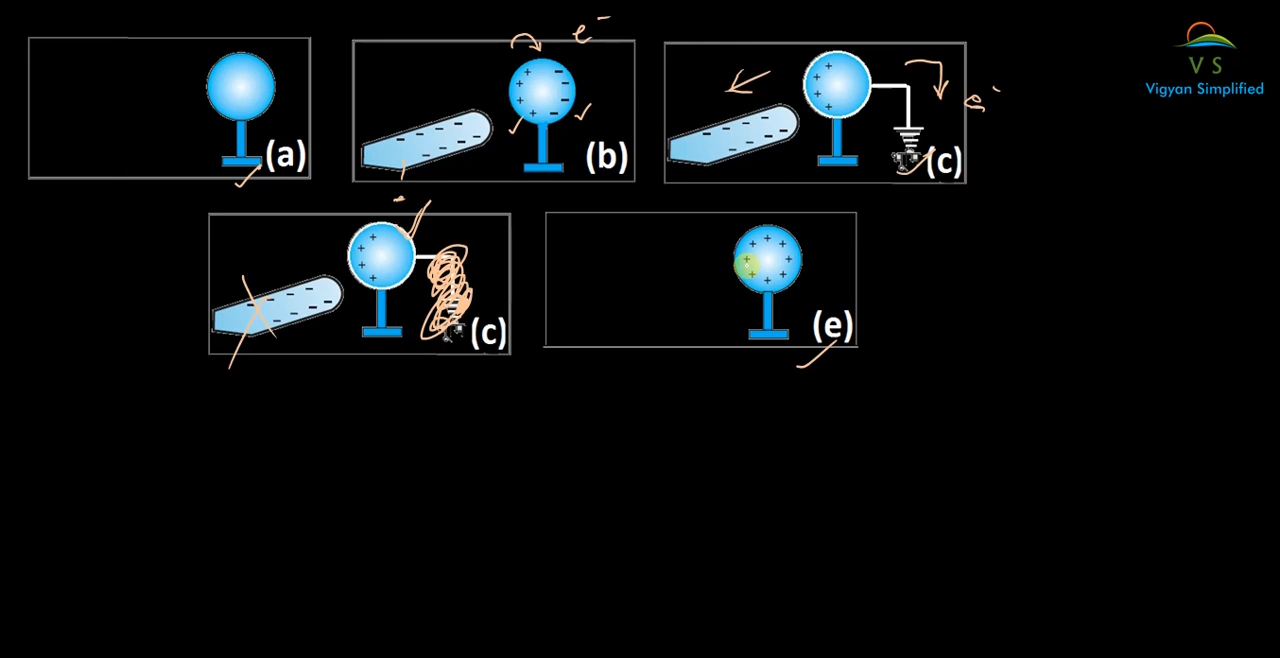 V S
Vigyan Simplified
e⁻
(a)
(b)
(c)
e⁻
(c)
(e)